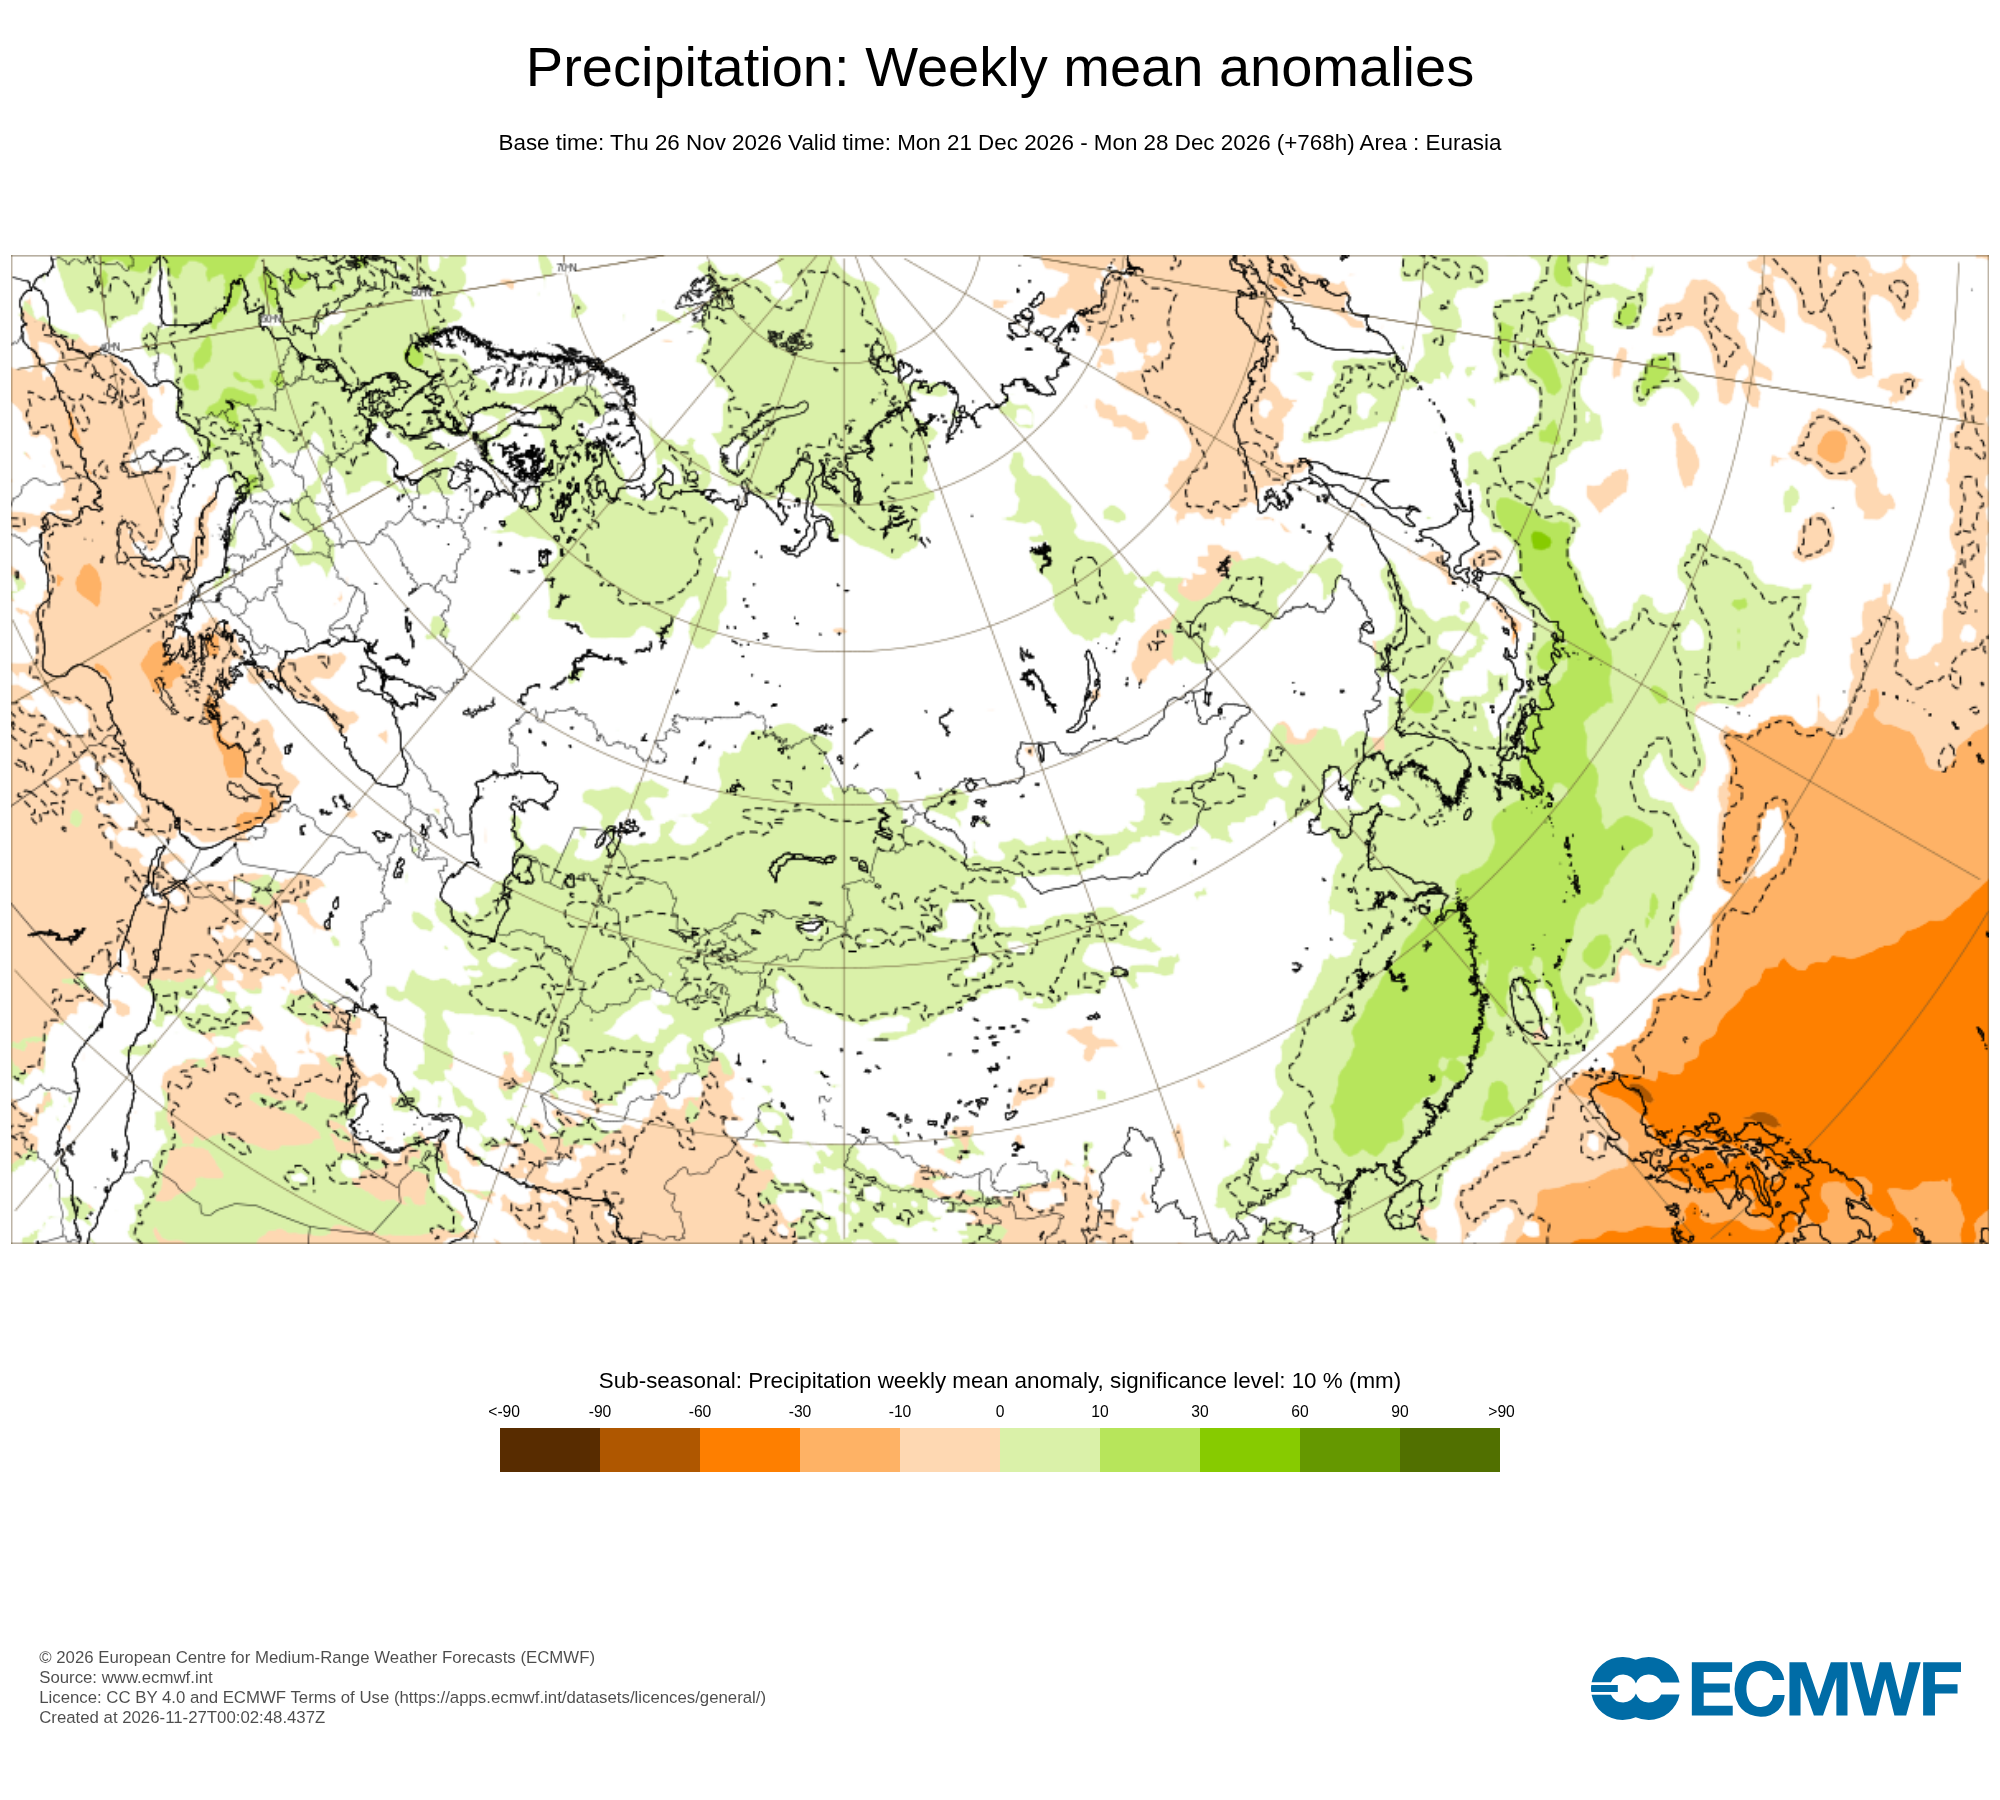 Precipitation: Weekly mean anomalies
Base time: Thu 26 Nov 2026 Valid time: Mon 21 Dec 2026 - Mon 28 Dec 2026 (+768h) Area : Eurasia
70°N
60°N
50°N
40°N
Sub-seasonal: Precipitation weekly mean anomaly, significance level: 10 % (mm)
<-90 -90 -60 -30 -10 0 10 30 60 90 >90
© 2026 European Centre for Medium-Range Weather Forecasts (ECMWF)
Source: www.ecmwf.int
Licence: CC BY 4.0 and ECMWF Terms of Use (https://apps.ecmwf.int/datasets/licences/general/)
Created at 2026-11-27T00:02:48.437Z
ECMWF